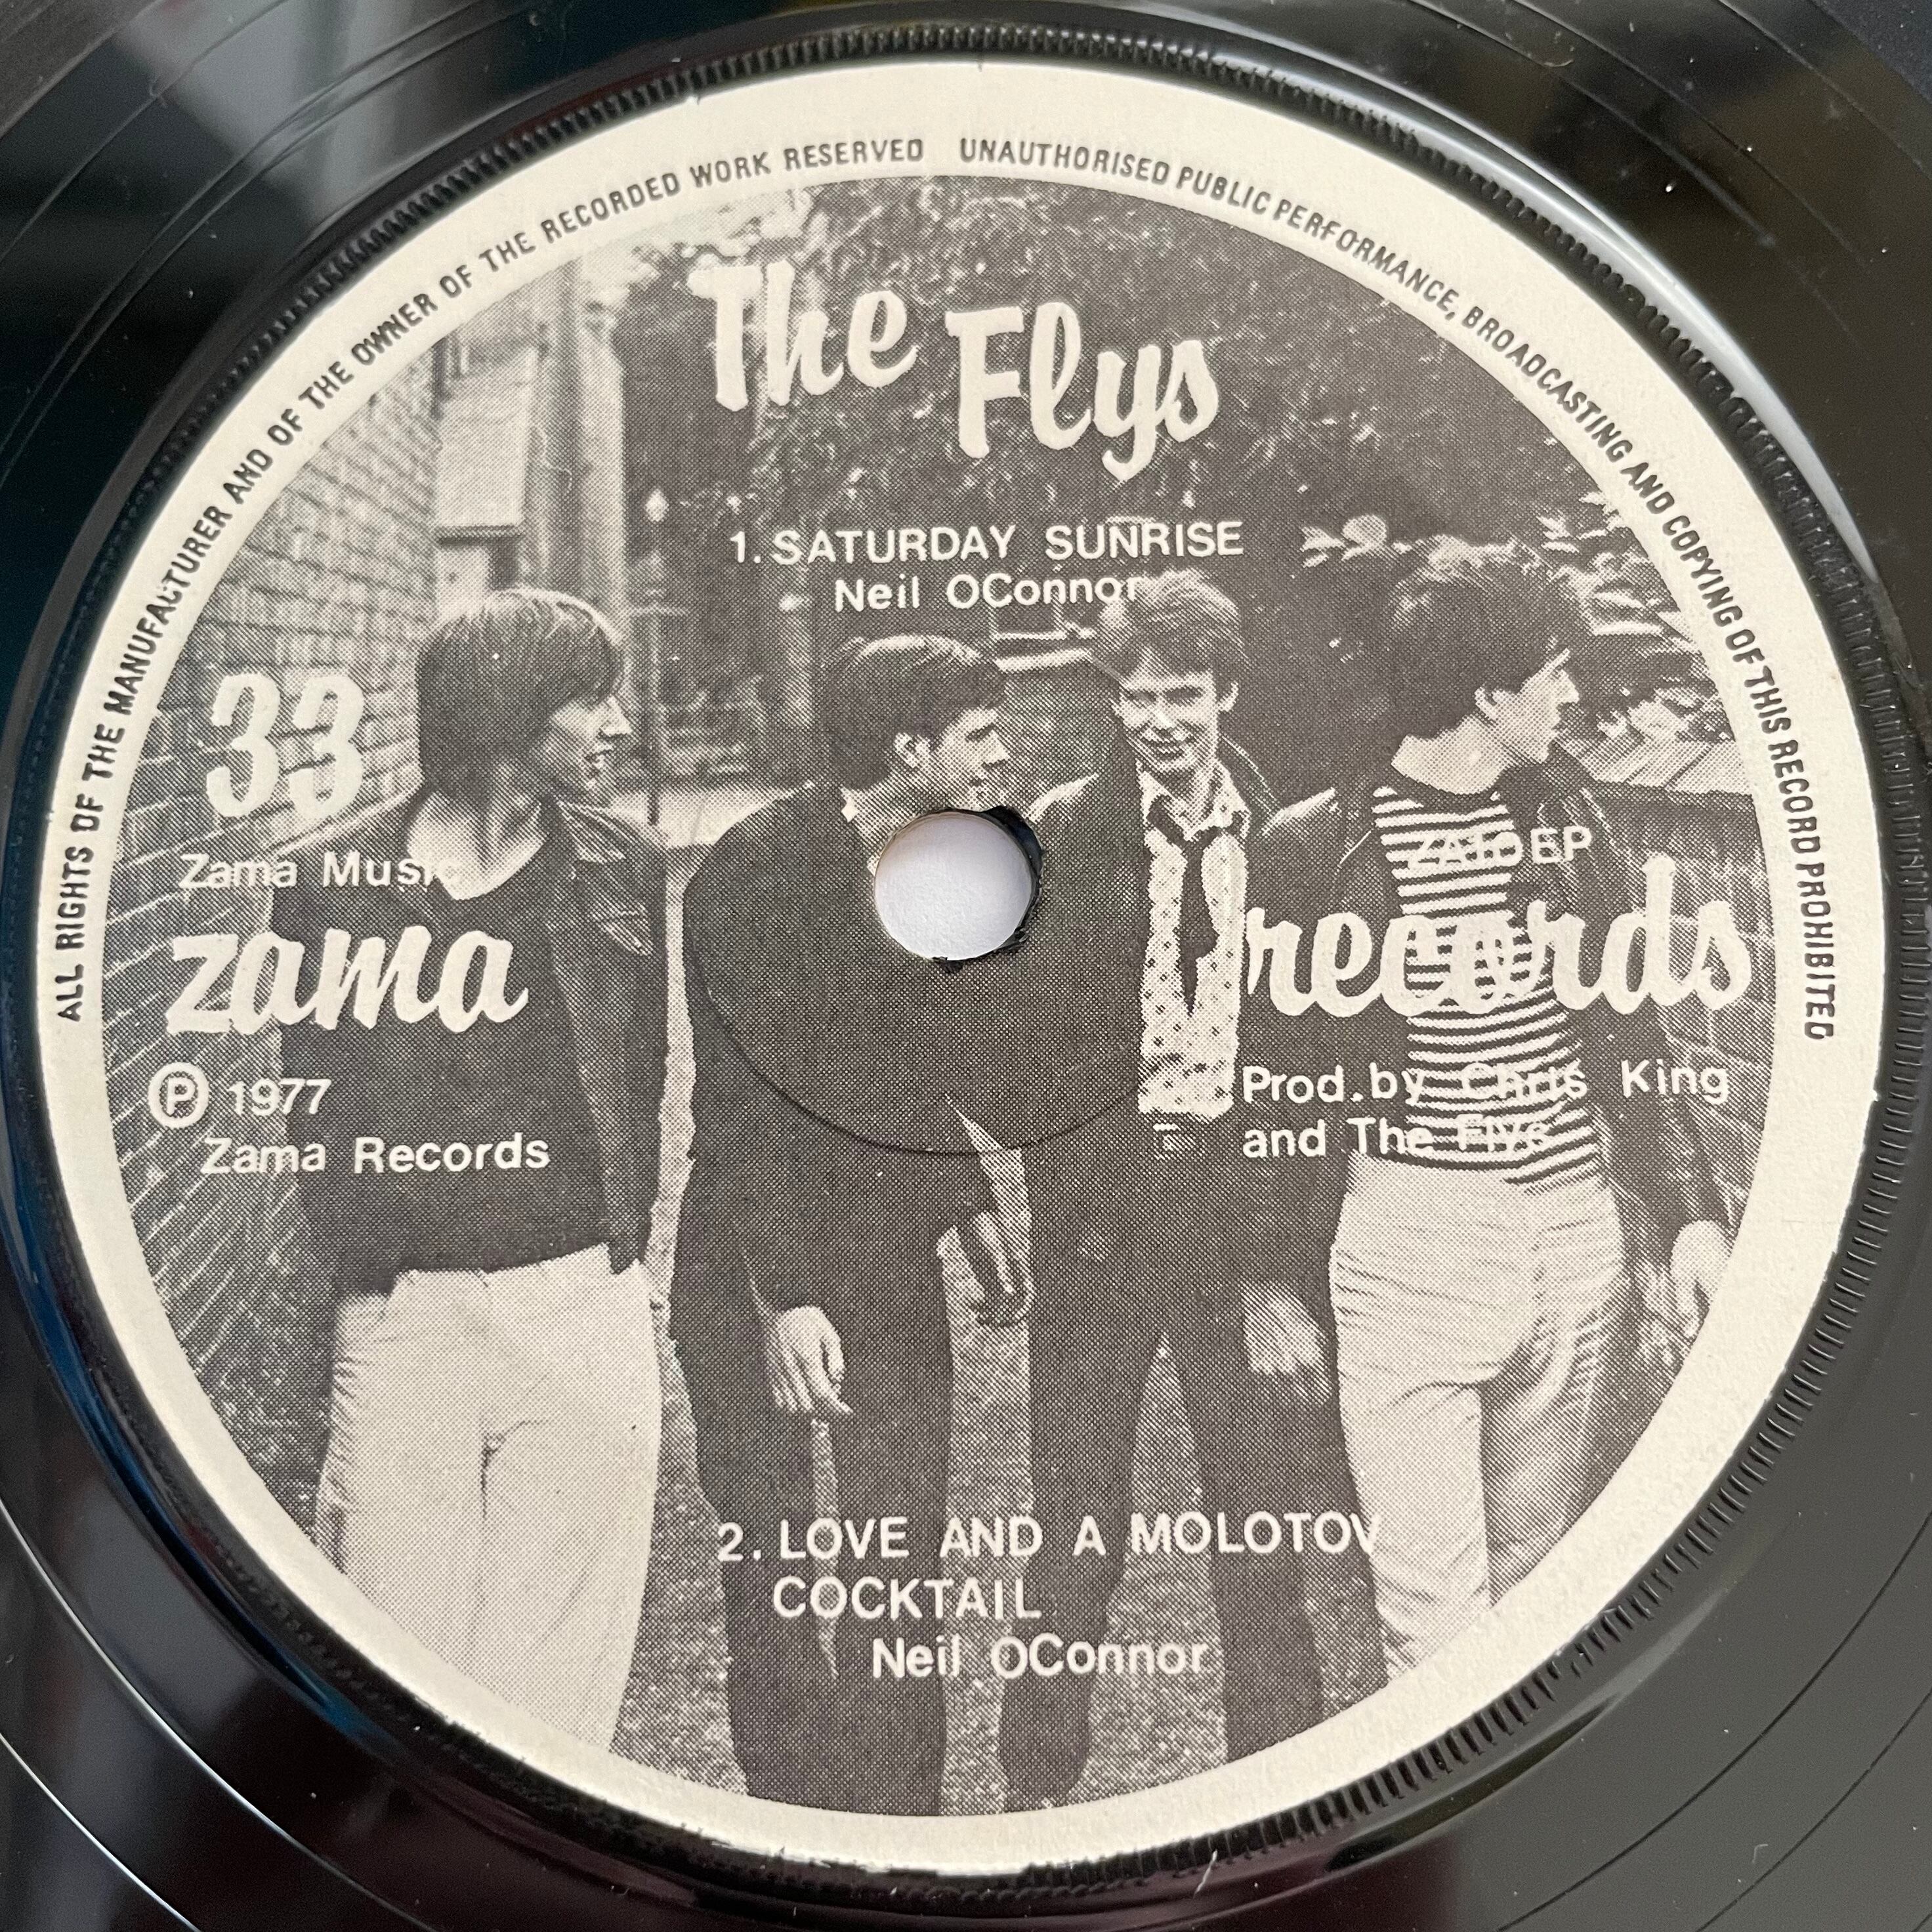 ALL RIGHTS OF THE MANUFACTURER AND OF THE OWNER OF THE RECORDED WORK RESERVED UNAUTHORISED PUBLIC PERFORMANCE, BROADCASTING AND COPYING OF THIS RECORD PROHIBITED
The Flys
1. SATURDAY SUNRISE
Neil OConnor
33
Zama Music
ZA10 EP
zama records
Ⓟ 1977
Zama Records
Prod. by Chris King
and The Flys
2. LOVE AND A MOLOTOV
COCKTAIL
Neil OConnor